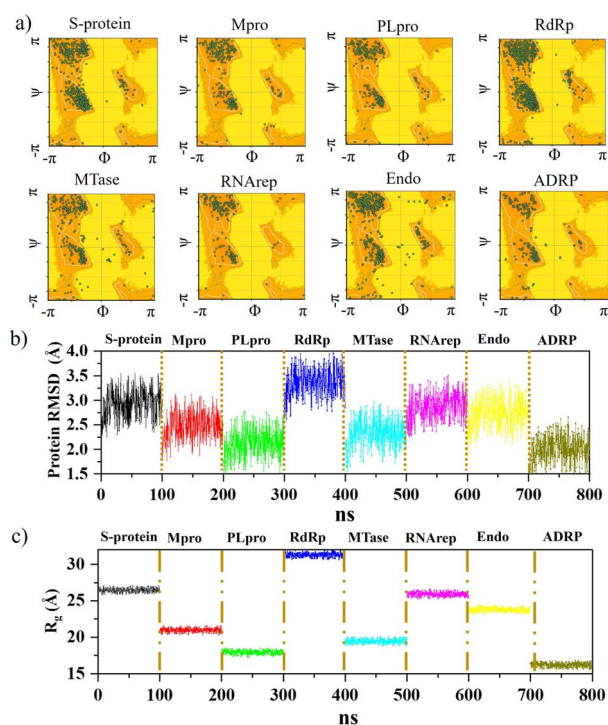 a)
S-protein Mpro PLpro RdRp
π π π π
ψ ψ ψ ψ
-π Φ π -π Φ π -π Φ π -π Φ π
MTase RNArep Endo ADRP
π π π π
ψ ψ ψ ψ
-π Φ π -π Φ π -π Φ π -π Φ π
b)
S-protein Mpro PLpro RdRp MTase RNArep Endo ADRP
Protein RMSD (Å)
4.0
3.5
3.0
2.5
2.0
1.5
0 100 200 300 400 500 600 700 800
ns
c)
S-protein Mpro PLpro RdRp MTase RNArep Endo ADRP
Rg (Å)
30
25
20
15
0 100 200 300 400 500 600 700 800
ns